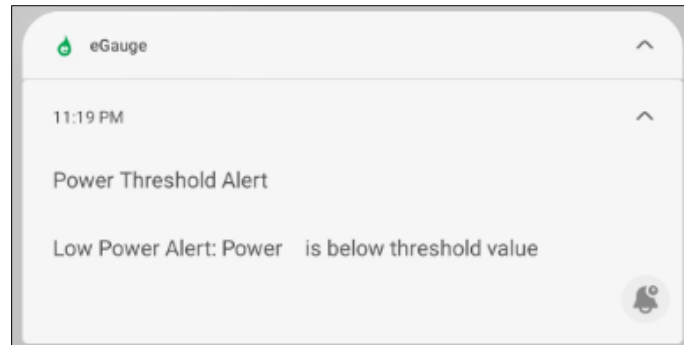 eGauge
11:19 PM
Power Threshold Alert
Low Power Alert: Power is below threshold value